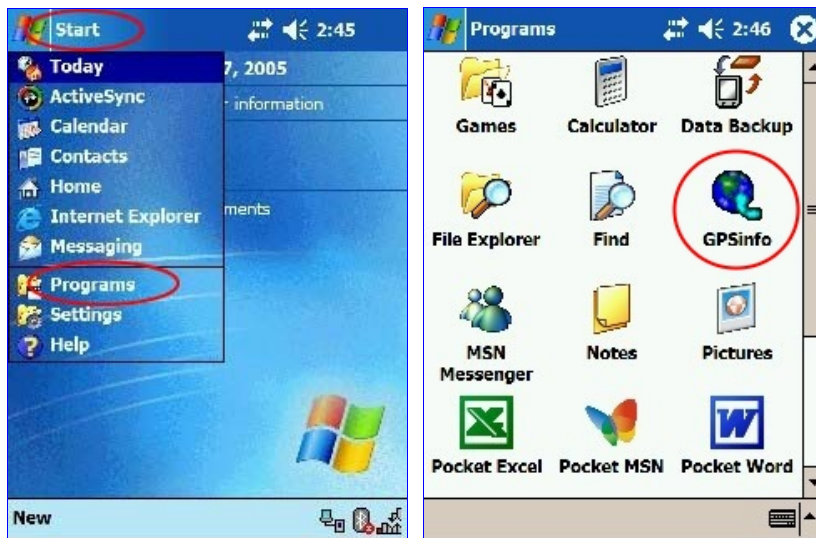 Start
2:45
Today
7, 2005
ActiveSync
r information
Calendar
Contacts
Home
Internet Explorer
ments
Messaging
Programs
Settings
Help
New
Programs
2:46
Games
Calculator
Data Backup
File Explorer
Find
GPSinfo
MSN Messenger
Notes
Pictures
Pocket Excel
Pocket MSN
Pocket Word